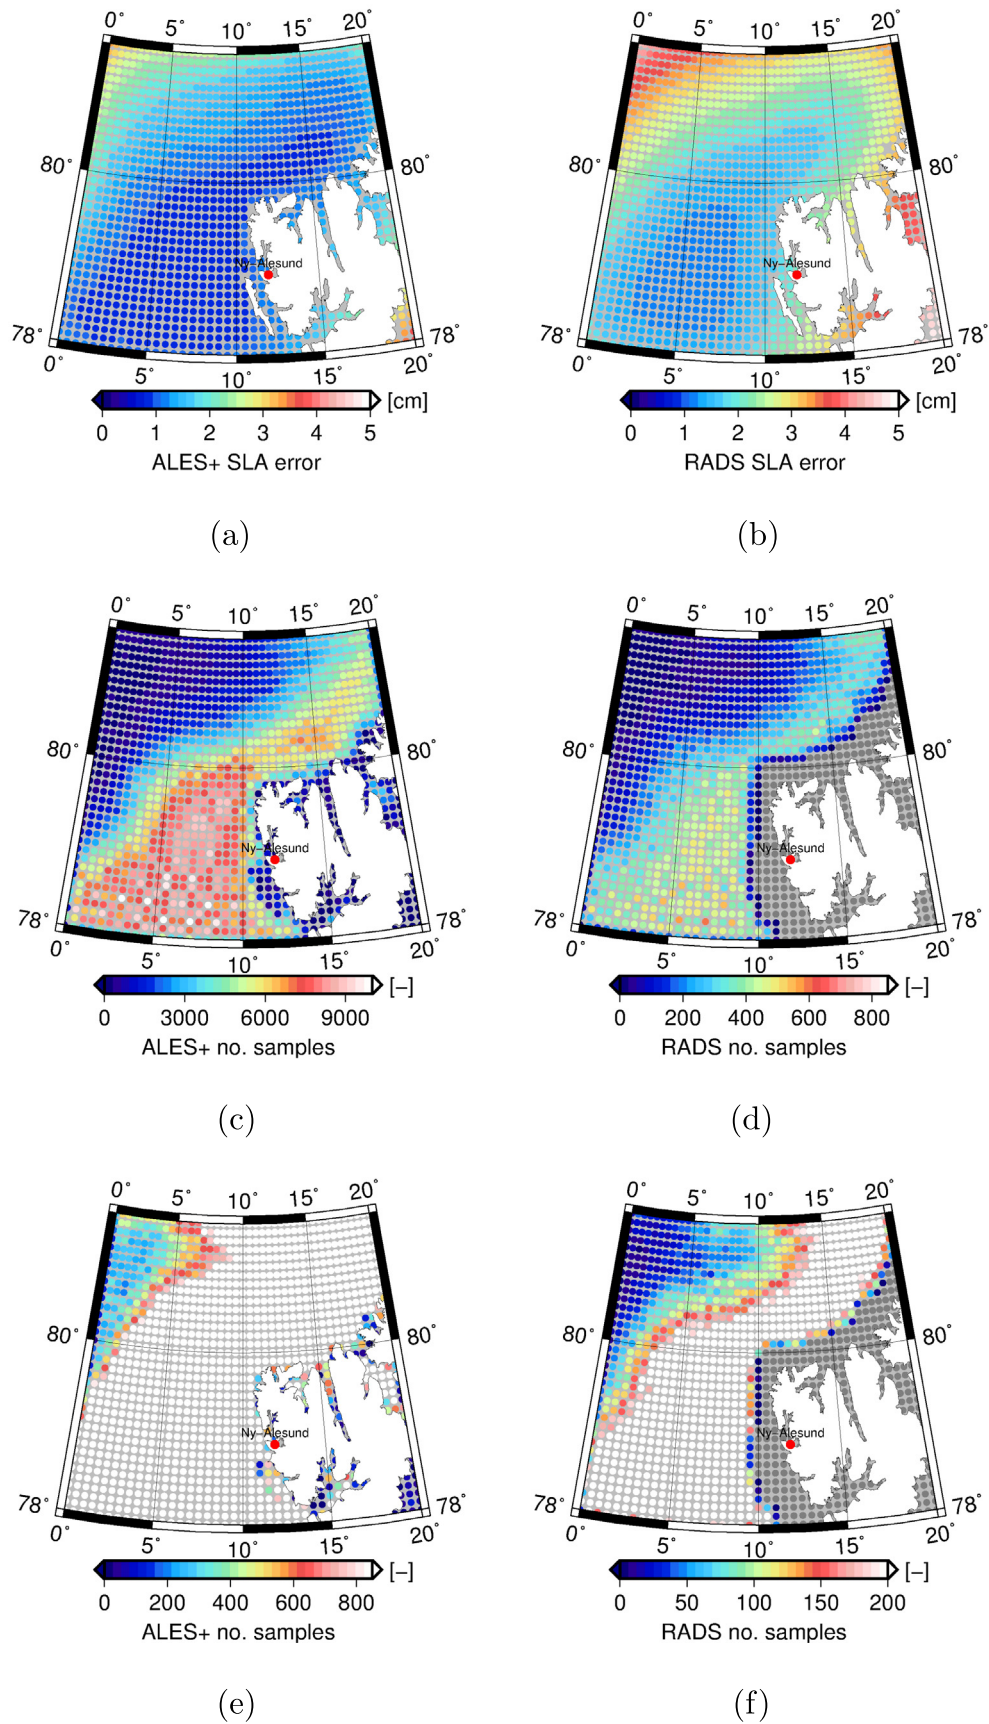 0° 5° 10° 15° 20°
80° 80°
Ny–Alesund
78° 78°
0° 5° 10° 15° 20°
[cm]
0 1 2 3 4 5
ALES+ SLA error
(a)
0° 5° 10° 15° 20°
80° 80°
Ny–Alesund
78° 78°
0° 5° 10° 15° 20°
[cm]
0 1 2 3 4 5
RADS SLA error
(b)
0° 5° 10° 15° 20°
80° 80°
Ny–Alesund
78° 78°
0° 5 10 15 20°
[–]
0 3000 6000 9000
ALES+ no. samples
(c)
0° 5° 10° 15° 20°
80° 80°
Ny–Alesund
78° 78°
0° 5° 10° 15° 20°
[–]
0 200 400 600 800
RADS no. samples
(d)
0° 5° 10° 15° 20°
80° 80°
Ny–Alesund
78° 78°
0° 5° 10° 15° 20°
[–]
0 200 400 600 800
ALES+ no. samples
(e)
0° 5° 10° 15° 20°
80° 80°
Ny–Alesund
78° 78°
0° 5° 10° 15° 20°
[–]
0 50 100 150 200
RADS no. samples
(f)